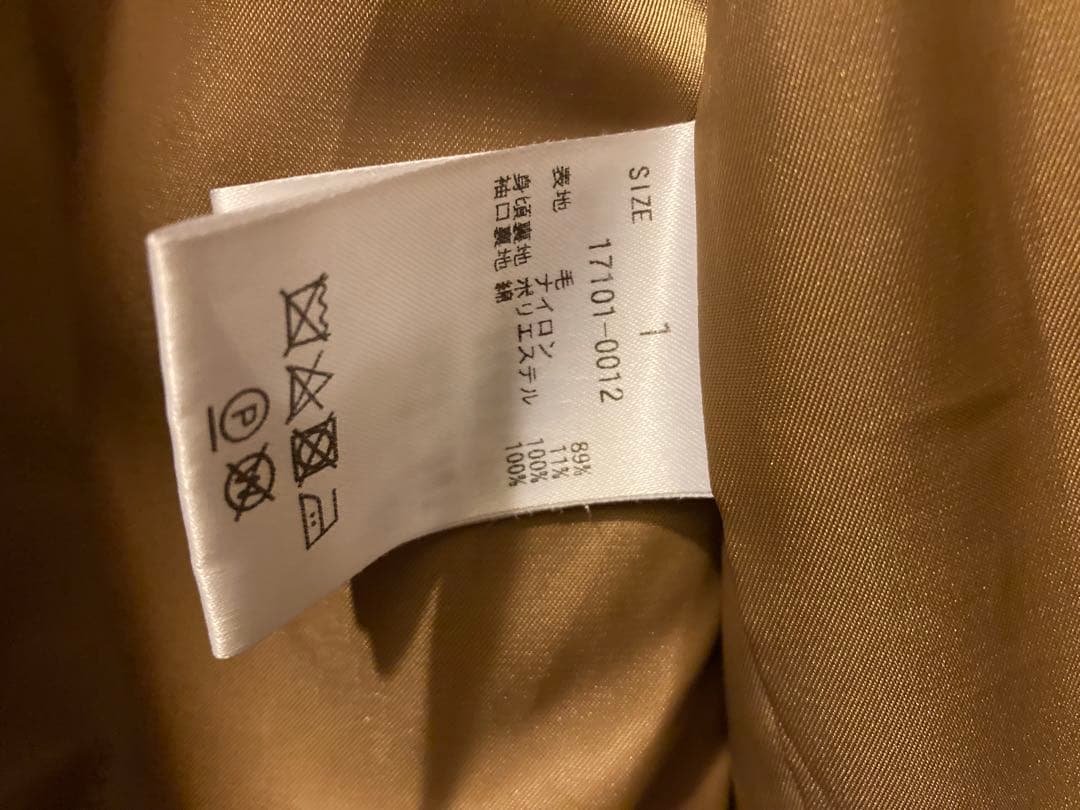 SIZE 1
17101-0012
表地 毛 89%
ナイロン 11%
身頃裏地 ポリエステル 100%
袖口裏地 綿 100%
P